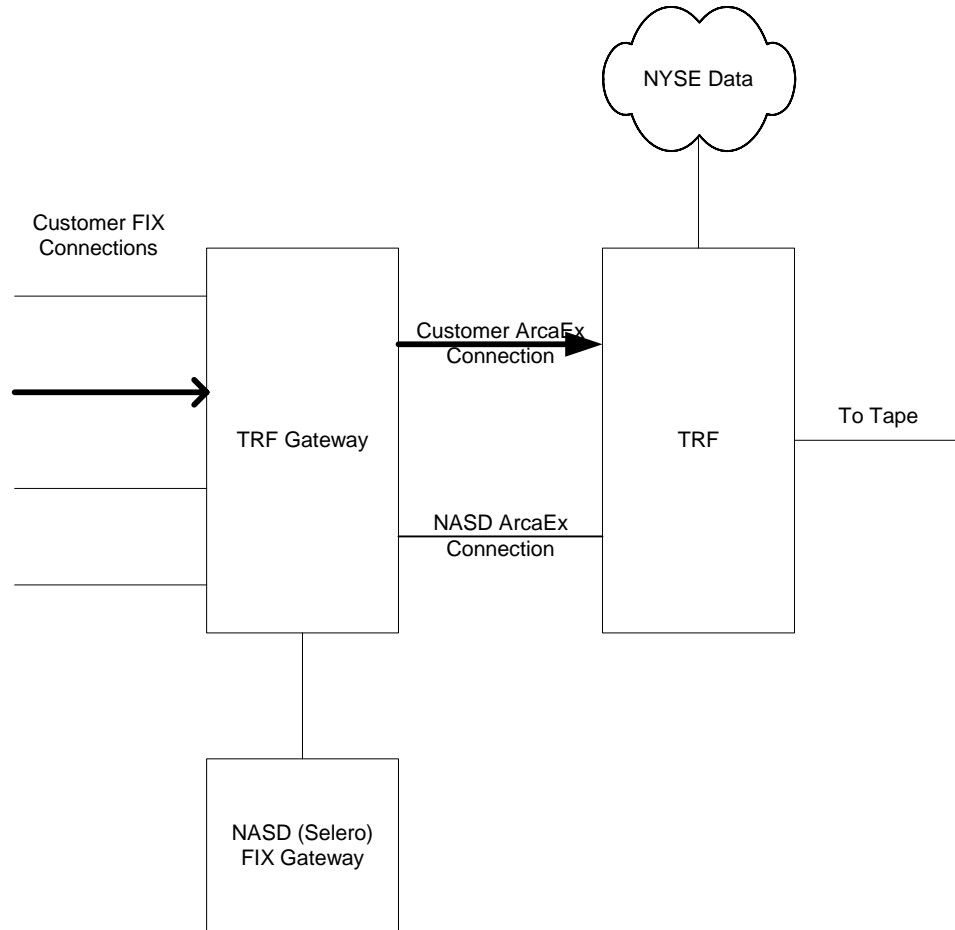 NYSE Data
Customer FIX
Connections
Customer ArcaEx
Connection
TRF Gateway
TRF
To Tape
NASD ArcaEx
Connection
NASD (Selero)
FIX Gateway